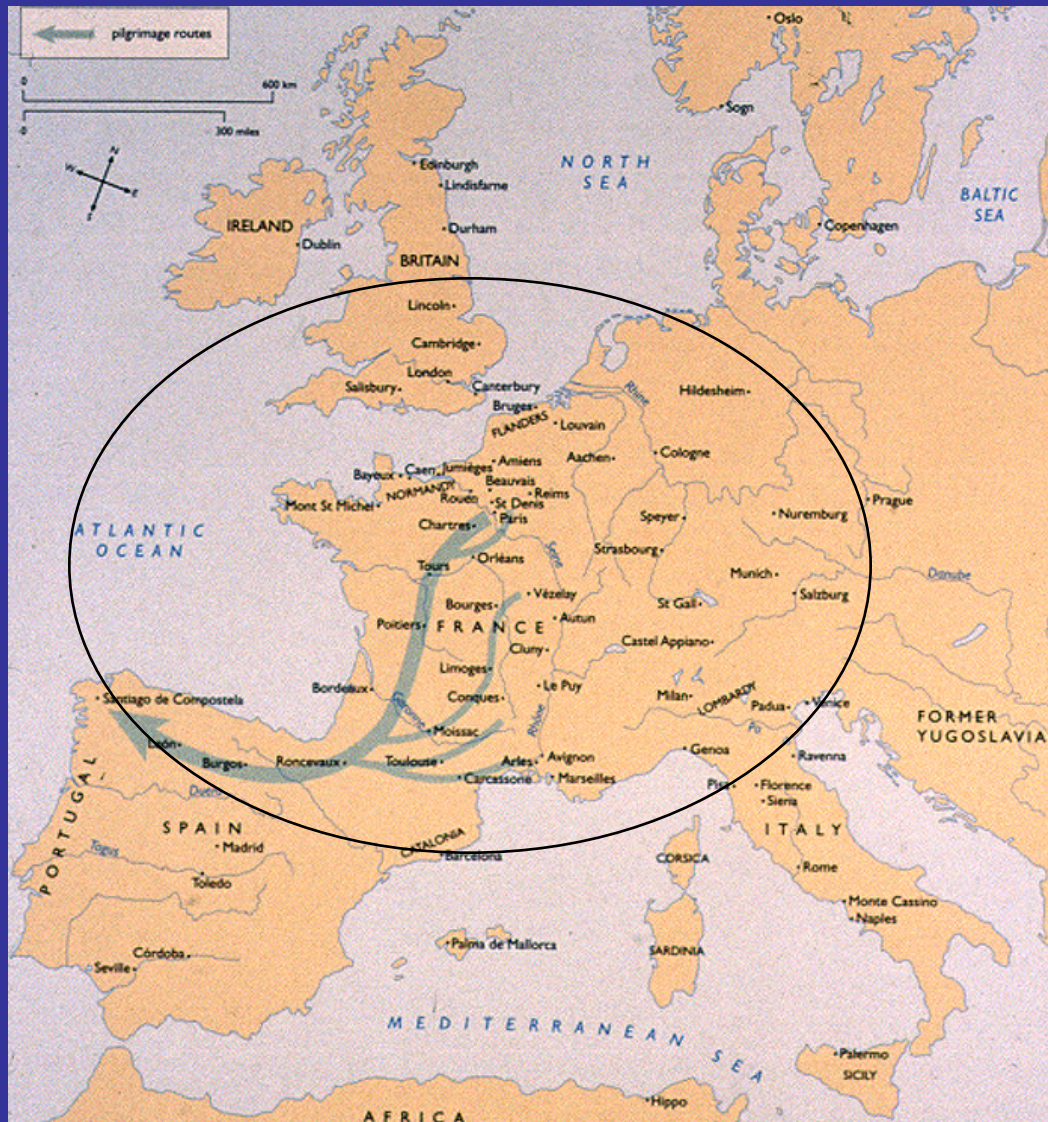 pilgrimage routes
0
600 km
0
300 miles
N
W
E
S
Oslo
Sogn
NORTH
SEA
BALTIC
SEA
Edinburgh
Lindisfarne
IRELAND
Durham
Copenhagen
Dublin
BRITAIN
Lincoln
Cambridge
London
Salisbury
Canterbury
Rhine
Hildesheim
Bruges
FLANDERS
Louvain
Aachen
Cologne
Amiens
Bayeux
Caen
Jumièges
Beauvais
NORMANDY
Rouen
Reims
Mont St Michel
St Denis
Paris
Prague
Chartres
Speyer
Nuremburg
ATLANTIC
OCEAN
Orléans
Seine
Strasbourg
Tours
Munich
Danube
Vézelay
Salzburg
Bourges
St Gall
Poitiers
FRANCE
Autun
Castel Appiano
Cluny
Limoges
Bordeaux
Le Puy
Santiago de Compostela
Conques
Milan
LOMBARDY
Padua
Venice
Garonne
Rhône
Po
FORMER
YUGOSLAVIA
Moissac
León
Burgos
Roncevaux
Toulouse
Arles
Avignon
Genoa
Ravenna
Carcassone
Marseilles
Pisa
Florence
Duero
Siena
PORTUGAL
SPAIN
ITALY
Madrid
CATALONIA
Barcelona
CORSICA
Tagus
Toledo
Rome
Monte Cassino
Naples
Córdoba
Palma de Mallorca
SARDINIA
Seville
MEDITERRANEAN SEA
Palermo
SICILY
Hippo
AFRICA